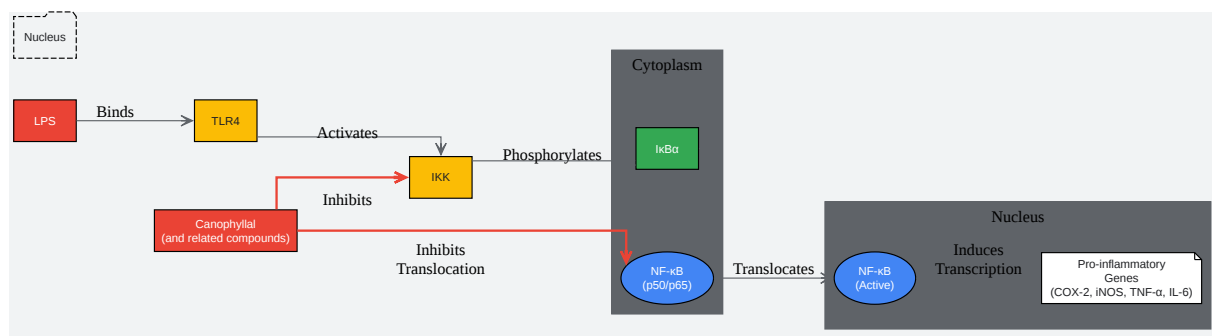 Nucleus
Cytoplasm
LPS
Binds
TLR4
Activates
IκBα
Phosphorylates
IKK
Inhibits
Canophyllal
(and related compounds)
Inhibits
Translocation
NF-κB
(p50/p65)
Translocates
Nucleus
NF-κB
(Active)
Induces
Transcription
Pro-inflammatory
Genes
(COX-2, iNOS, TNF-α, IL-6)